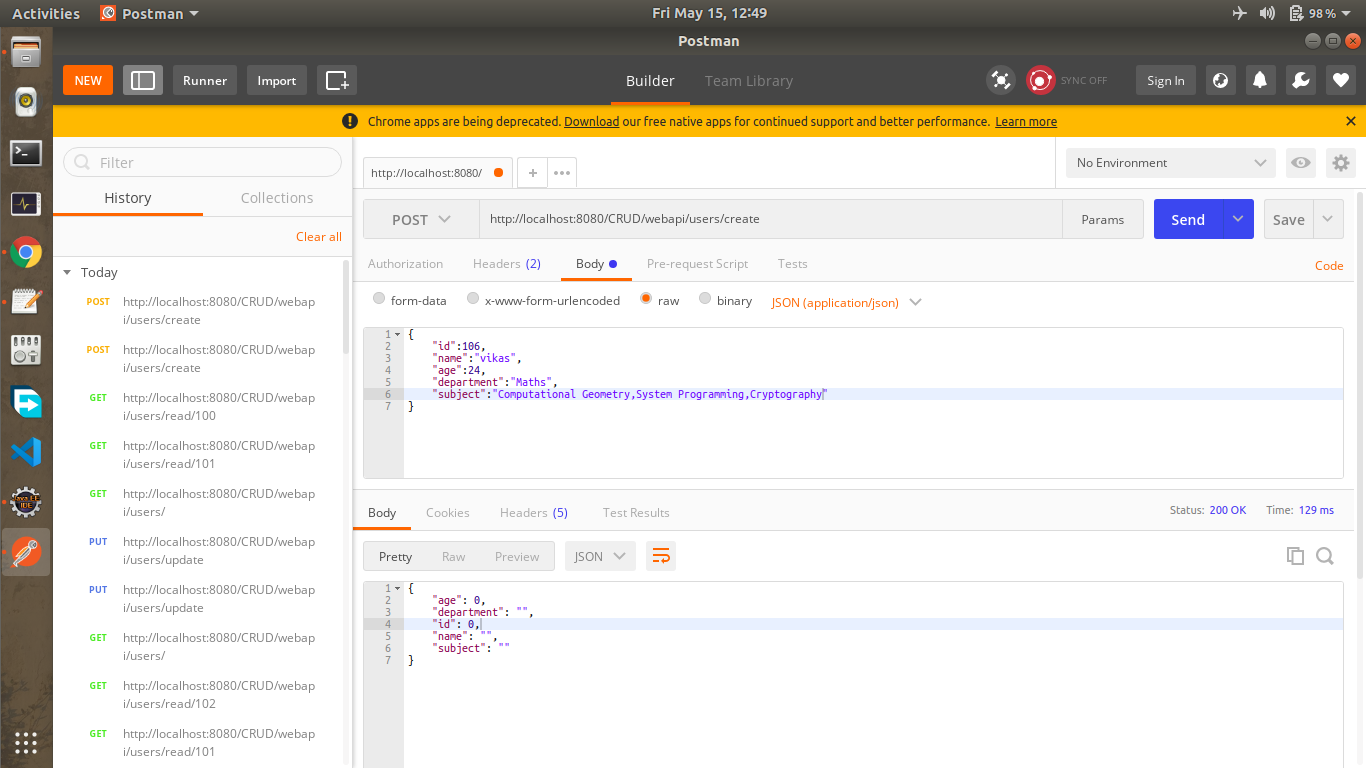 Activities Postman Fri May 15, 12:49 98 %
Postman
NEW Runner Import Builder Team Library SYNC OFF Sign In
Chrome apps are being deprecated. Download our free native apps for continued support and better performance. Learn more
Filter
History Collections
Clear all
Today
POST http://localhost:8080/CRUD/webap
i/users/create
POST http://localhost:8080/CRUD/webap
i/users/create
GET http://localhost:8080/CRUD/webap
i/users/read/100
GET http://localhost:8080/CRUD/webap
i/users/read/101
GET http://localhost:8080/CRUD/webap
i/users/
PUT http://localhost:8080/CRUD/webap
i/users/update
PUT http://localhost:8080/CRUD/webap
i/users/update
GET http://localhost:8080/CRUD/webap
i/users/
GET http://localhost:8080/CRUD/webap
i/users/read/102
GET http://localhost:8080/CRUD/webap
i/users/read/101
http://localhost:8080/ + No Environment
POST http://localhost:8080/CRUD/webapi/users/create Params Send Save
Authorization Headers (2) Body Pre-request Script Tests Code
form-data x-www-form-urlencoded raw binary JSON (application/json)
1 {
2 "id":106,
3 "name":"vikas",
4 "age":24,
5 "department":"Maths",
6 "subject":"Computational Geometry,System Programming,Cryptography"
7 }
Body Cookies Headers (5) Test Results Status: 200 OK Time: 129 ms
Pretty Raw Preview JSON
1 {
2 "age": 0,
3 "department": "",
4 "id": 0,
5 "name": "",
6 "subject": ""
7 }